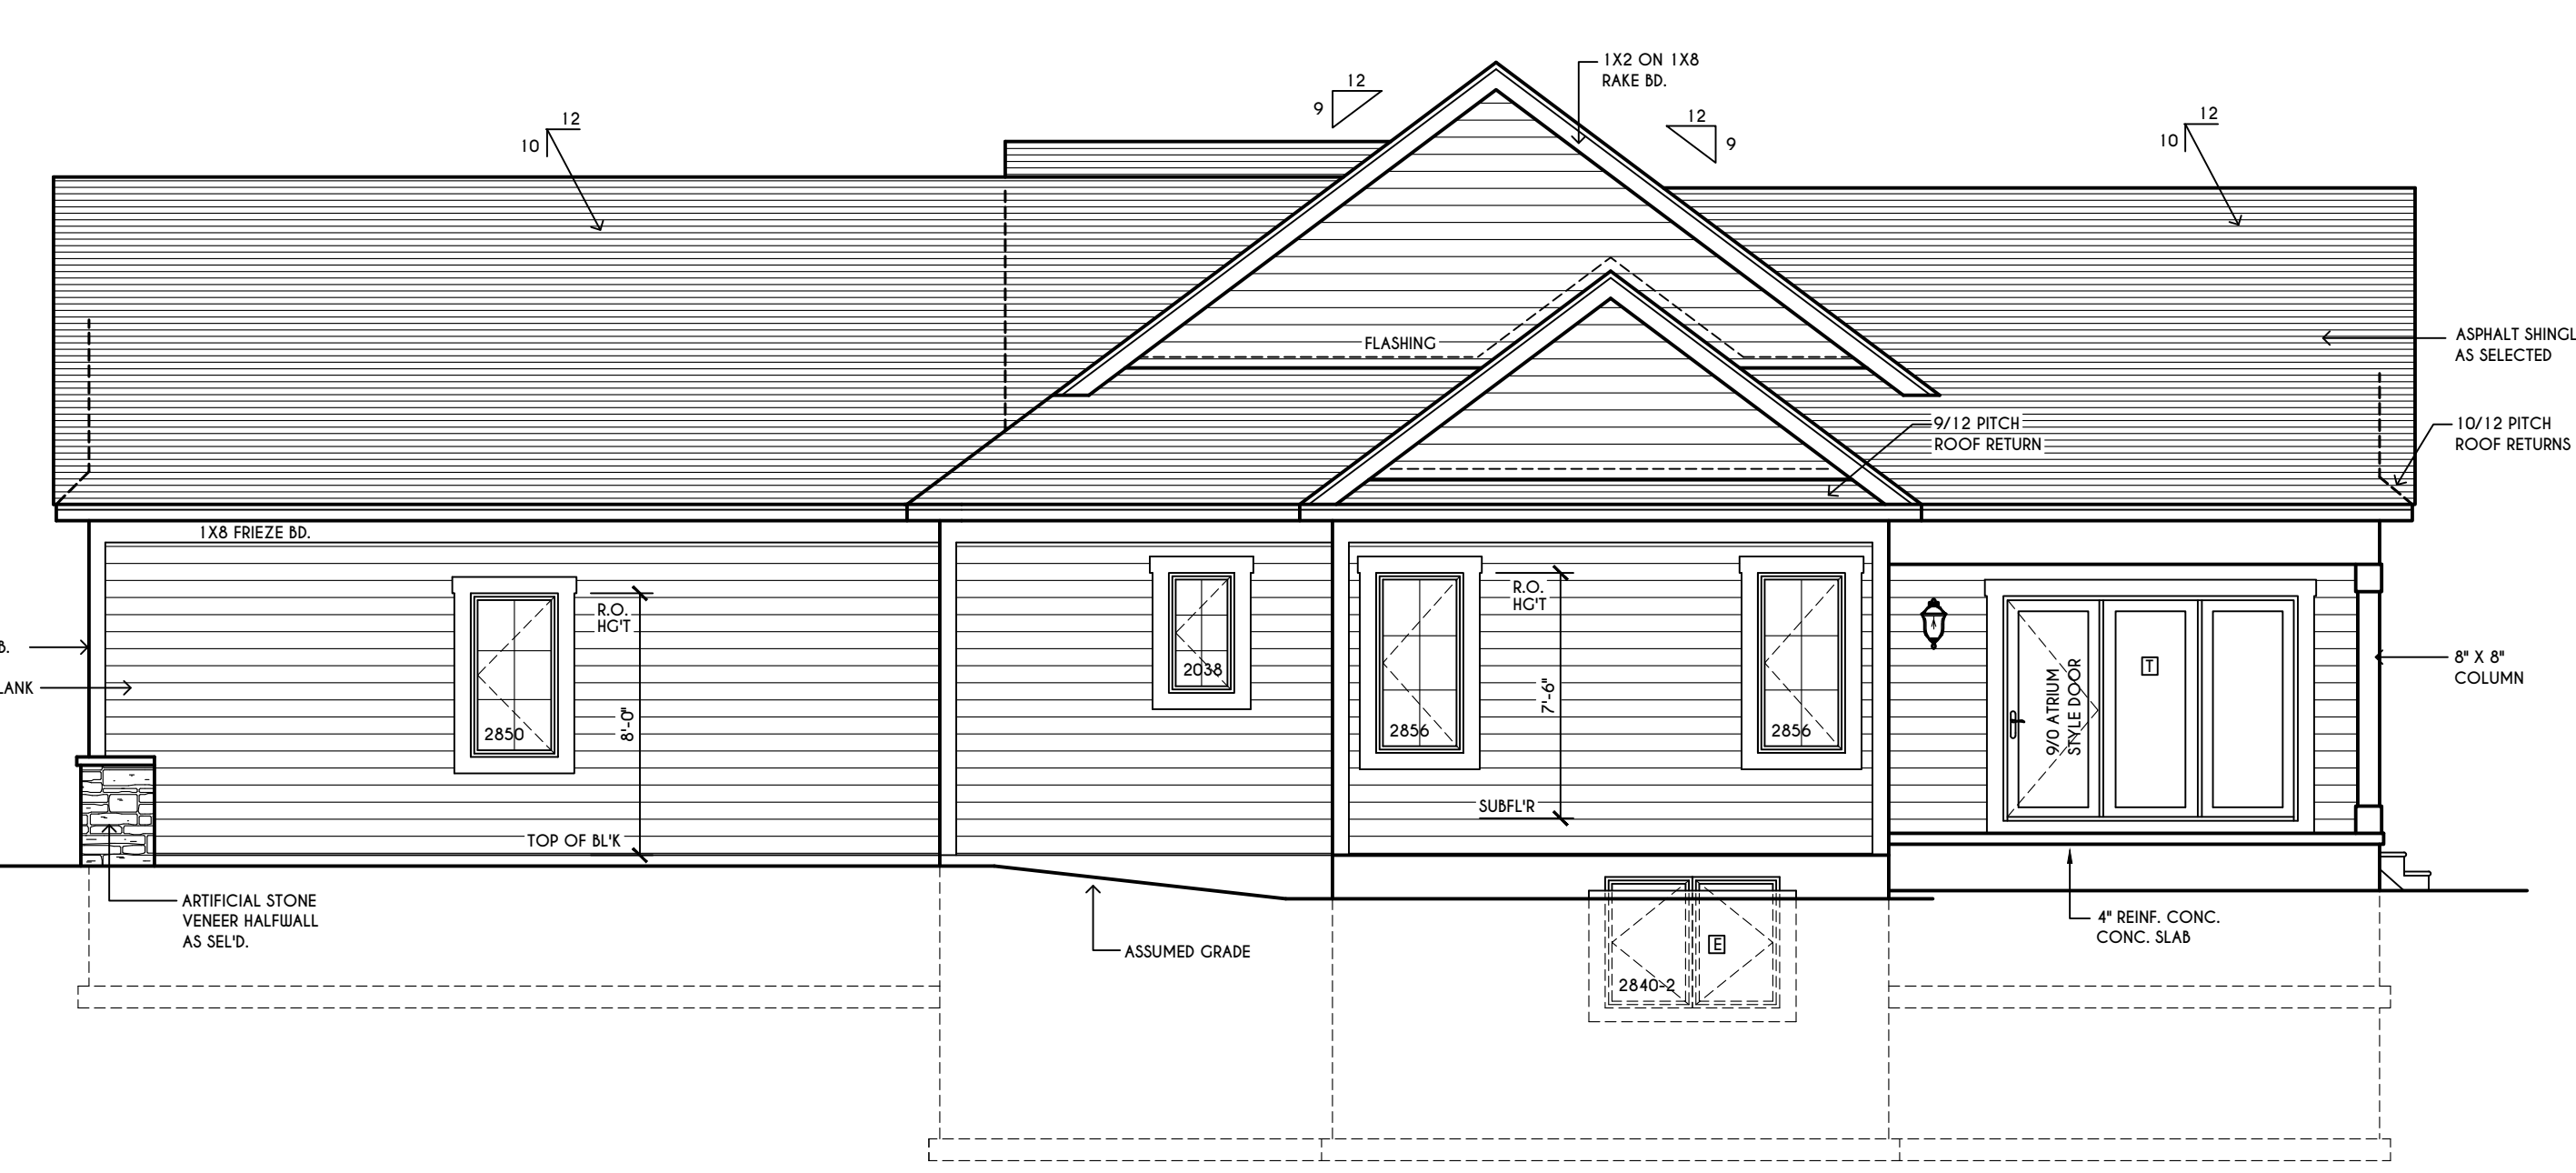 1X2 ON 1X8
RAKE BD.
12
9
12
9
12
10
12
10
FLASHING
ASPHALT SHINGL
AS SELECTED
9/12 PITCH
ROOF RETURN
10/12 PITCH
ROOF RETURNS
1X8 FRIEZE BD.
R.O.
HG'T
R.O.
HG'T
B.
LANK
2850
8'-0"
2038
2856
7'-6"
2856
9/0 ATRIUM
STYLE DOOR
T
8" X 8"
COLUMN
SUBFL'R
TOP OF BL'K
ARTIFICIAL STONE
VENEER HALFWALL
AS SEL'D.
ASSUMED GRADE
E
2840-2
4" REINF. CONC.
CONC. SLAB